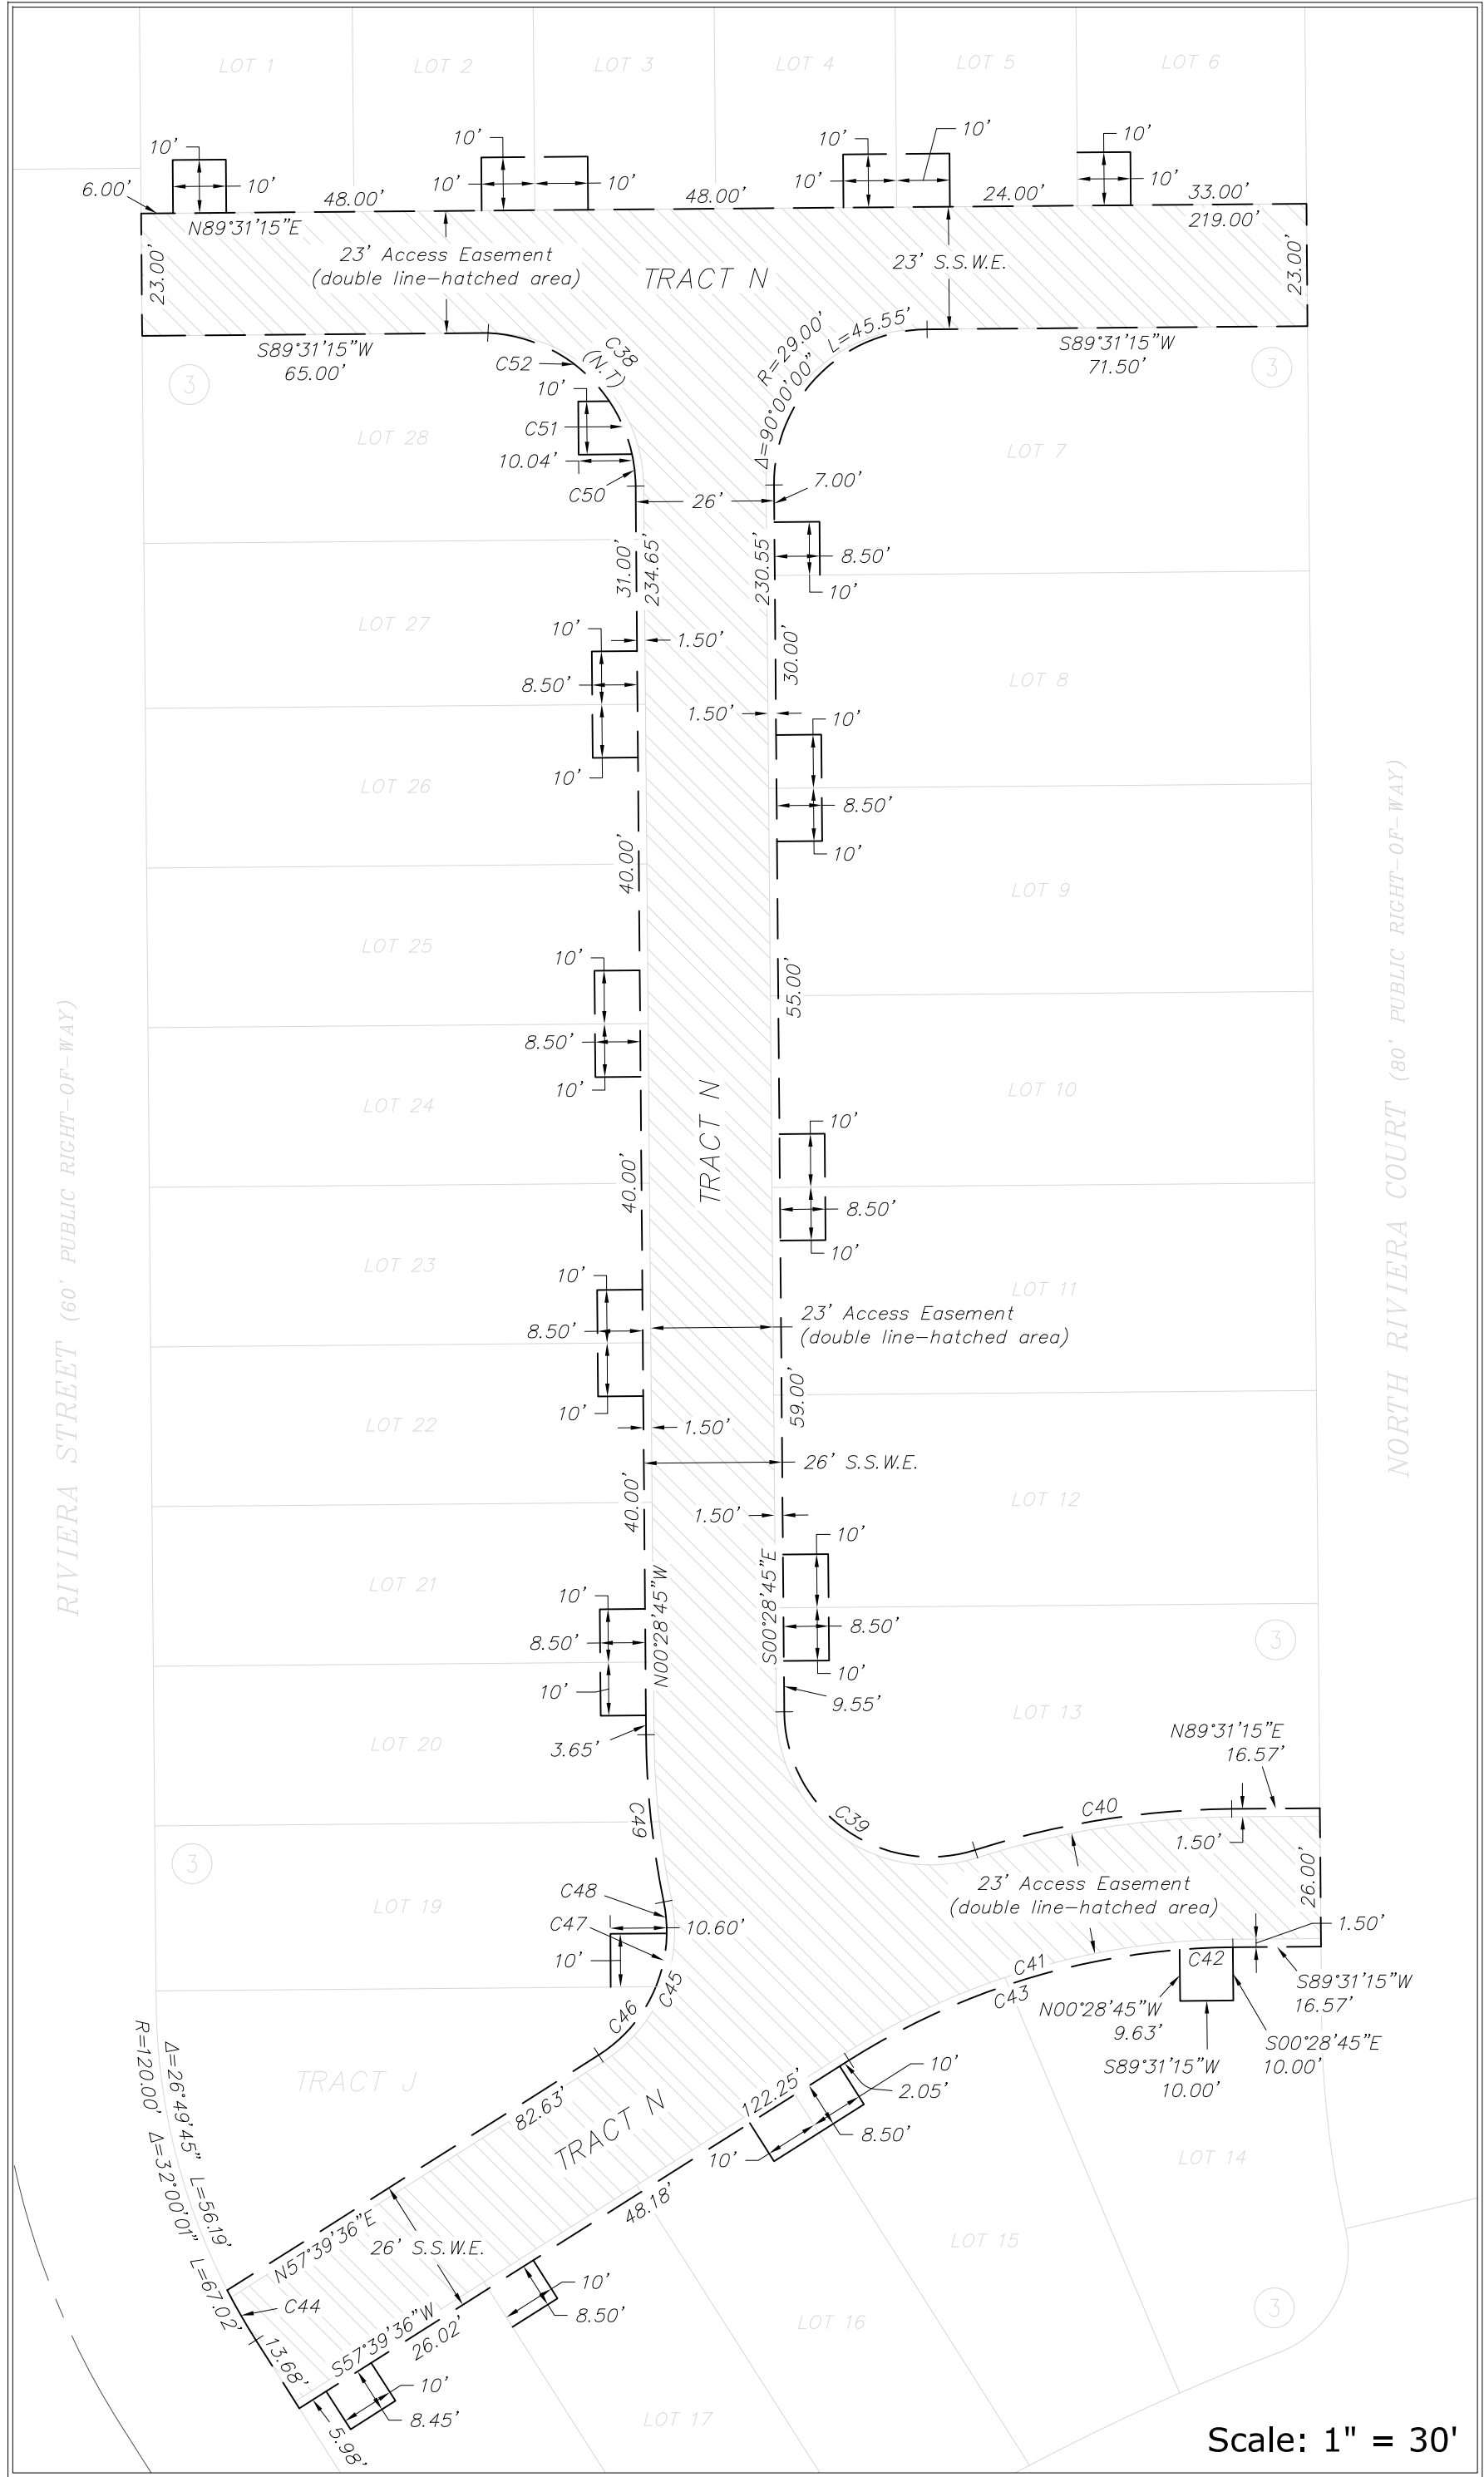 LOT 1
LOT 2
LOT 3
LOT 4
LOT 5
LOT 6
10'
10'
10'
10'
10'
10'
10'
10'
10'
10'
6.00'
48.00'
48.00'
24.00'
33.00'
N89°31'15"E
219.00'
23.00'
23' Access Easement
(double line-hatched area)
TRACT N
23' S.S.W.E.
23.00'
S89°31'15"W
65.00'
C52
C38
(N.T)
R=29.00'
L=45.55'
Δ=90°00'00"
S89°31'15"W
71.50'
3
3
10'
C51
LOT 28
10.04'
C50
LOT 7
26'
7.00'
31.00'
234.65'
230.55'
8.50'
10'
LOT 27
10'
1.50'
30.00'
8.50'
LOT 8
1.50'
10'
10'
LOT 26
8.50'
10'
40.00'
LOT 9
LOT 25
10'
55.00'
8.50'
10'
LOT 24
TRACT N
LOT 10
10'
40.00'
8.50'
10'
LOT 23
10'
LOT 11
8.50'
23' Access Easement
(double line-hatched area)
10'
LOT 22
1.50'
59.00'
26' S.S.W.E.
40.00'
LOT 12
1.50'
10'
LOT 21
10'
N00°28'45"W
S00°28'45"E
8.50'
8.50'
10'
10'
3
9.55'
LOT 13
3.65'
LOT 20
N89°31'15"E
16.57'
C49
C39
C40
1.50'
3
23' Access Easement
(double line-hatched area)
26.00'
C48
LOT 19
C47
10.60'
1.50'
10'
C45
C46
C41
C43
C42
S89°31'15"W
16.57'
N00°28'45"W
9.63'
S00°28'45"E
10.00'
S89°31'15"W
10.00'
TRACT J
82.63'
122.25'
10'
2.05'
TRACT N
8.50'
10'
LOT 14
Δ=26°49'45" L=56.19'
R=120.00' Δ=32°00'01" L=67.02'
48.18'
N57°39'36"E
26' S.S.W.E.
LOT 15
10'
8.50'
C44
LOT 16
3
13.68'
S57°39'36"W
26.02'
10'
8.45'
5.98'
LOT 17
RIVIERA STREET (60' PUBLIC RIGHT-OF-WAY)
NORTH RIVIERA COURT (80' PUBLIC RIGHT-OF-WAY)
Scale: 1" = 30'